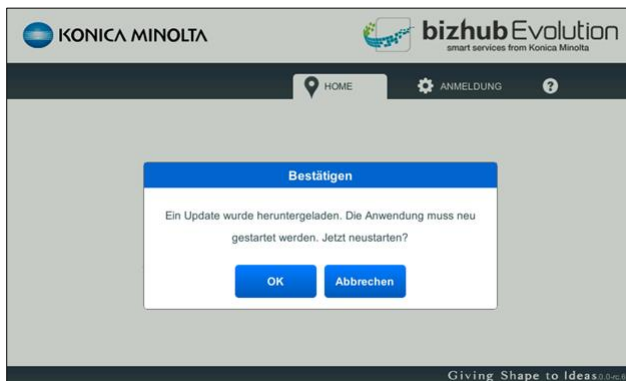 KONICA MINOLTA
bizhub Evolution
smart services from Konica Minolta
HOME
ANMELDUNG
?
Bestätigen
Ein Update wurde heruntergeladen. Die Anwendung muss neu
gestartet werden. Jetzt neustarten?
OK
Abbrechen
Giving Shape to Ideas